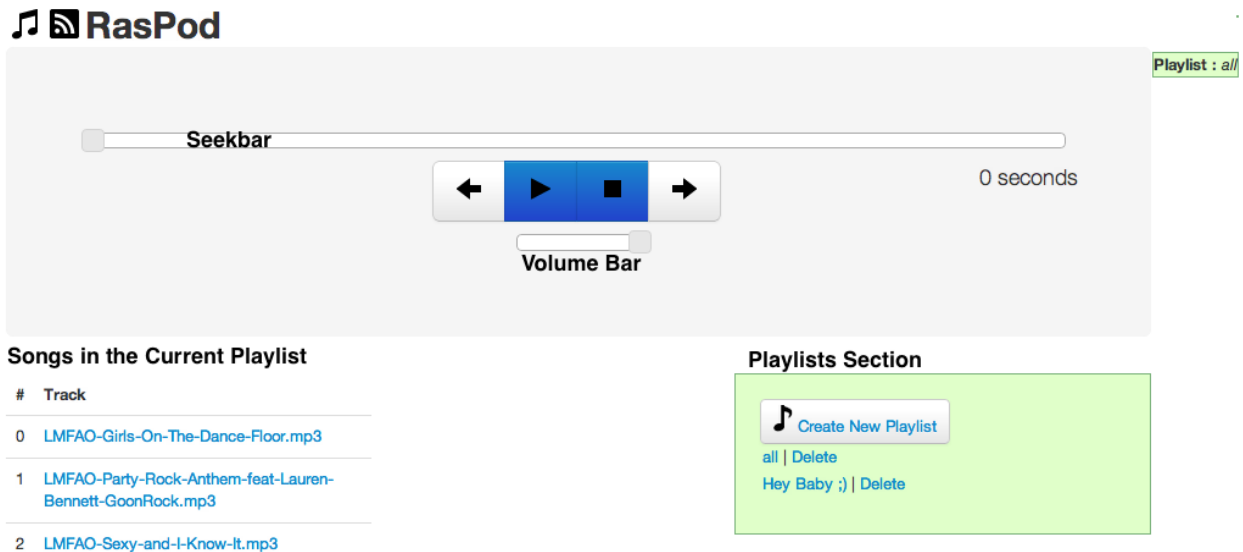 RasPod
Playlist : all
Seekbar
0 seconds
Volume Bar
Songs in the Current Playlist
# Track
0 LMFAO-Girls-On-The-Dance-Floor.mp3
1 LMFAO-Party-Rock-Anthem-feat-Lauren-
Bennett-GoonRock.mp3
2 LMFAO-Sexy-and-I-Know-It.mp3
Playlists Section
Create New Playlist
all | Delete
Hey Baby ;) | Delete